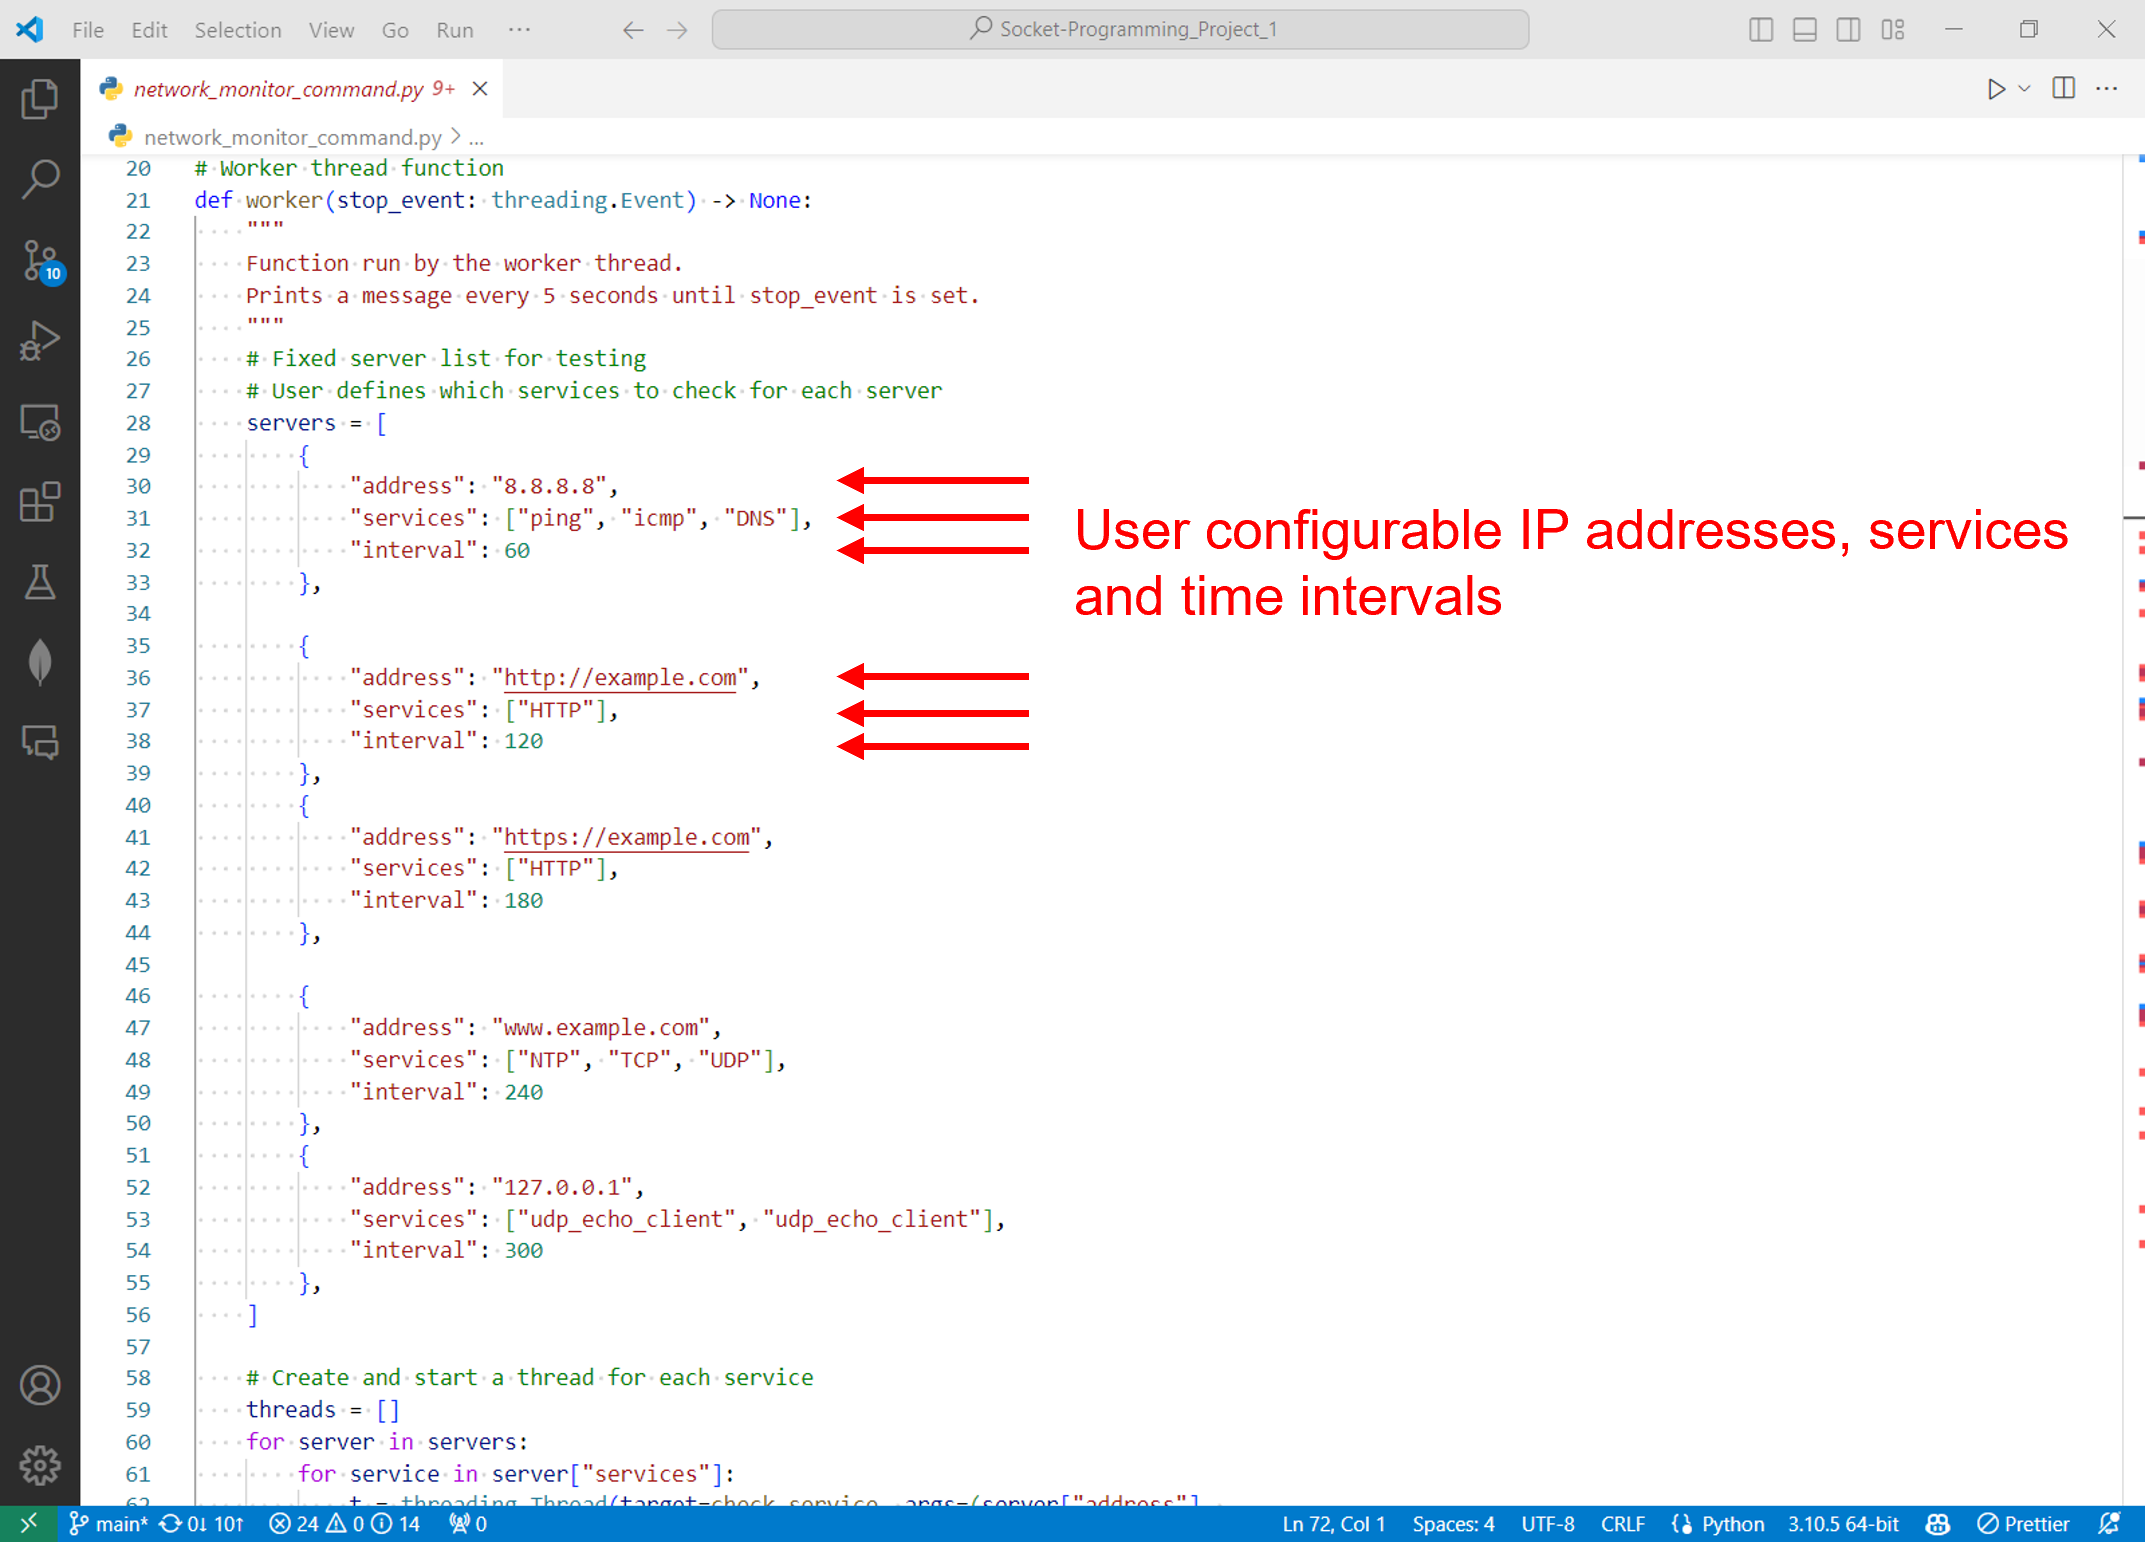 File Edit Selection View Go Run ···
Socket-Programming_Project_1
network_monitor_command.py 9+
network_monitor_command.py > ...
20 # Worker thread function
21 def worker(stop_event: threading.Event) -> None:
22 """
23 Function run by the worker thread.
24 Prints a message every 5 seconds until stop_event is set.
25 """
26 # Fixed server list for testing
27 # User defines which services to check for each server
28 servers = [
29 {
30 "address": "8.8.8.8",
31 "services": ["ping", "icmp", "DNS"],
32 "interval": 60
33 },
34
35 {
36 "address": "http://example.com",
37 "services": ["HTTP"],
38 "interval": 120
39 },
40 {
41 "address": "https://example.com",
42 "services": ["HTTP"],
43 "interval": 180
44 },
45
46 {
47 "address": "www.example.com",
48 "services": ["NTP", "TCP", "UDP"],
49 "interval": 240
50 },
51 {
52 "address": "127.0.0.1",
53 "services": ["udp_echo_client", "udp_echo_client"],
54 "interval": 300
55 },
56 ]
57
58 # Create and start a thread for each service
59 threads = []
60 for server in servers:
61 for service in server["services"]:
62 t = threading.Thread(target=check_service, args=(server["address"],
User configurable IP addresses, services
and time intervals
10
main* 0↓ 10↑ 24 0 14 0 Ln 72, Col 1 Spaces: 4 UTF-8 CRLF Python 3.10.5 64-bit Prettier